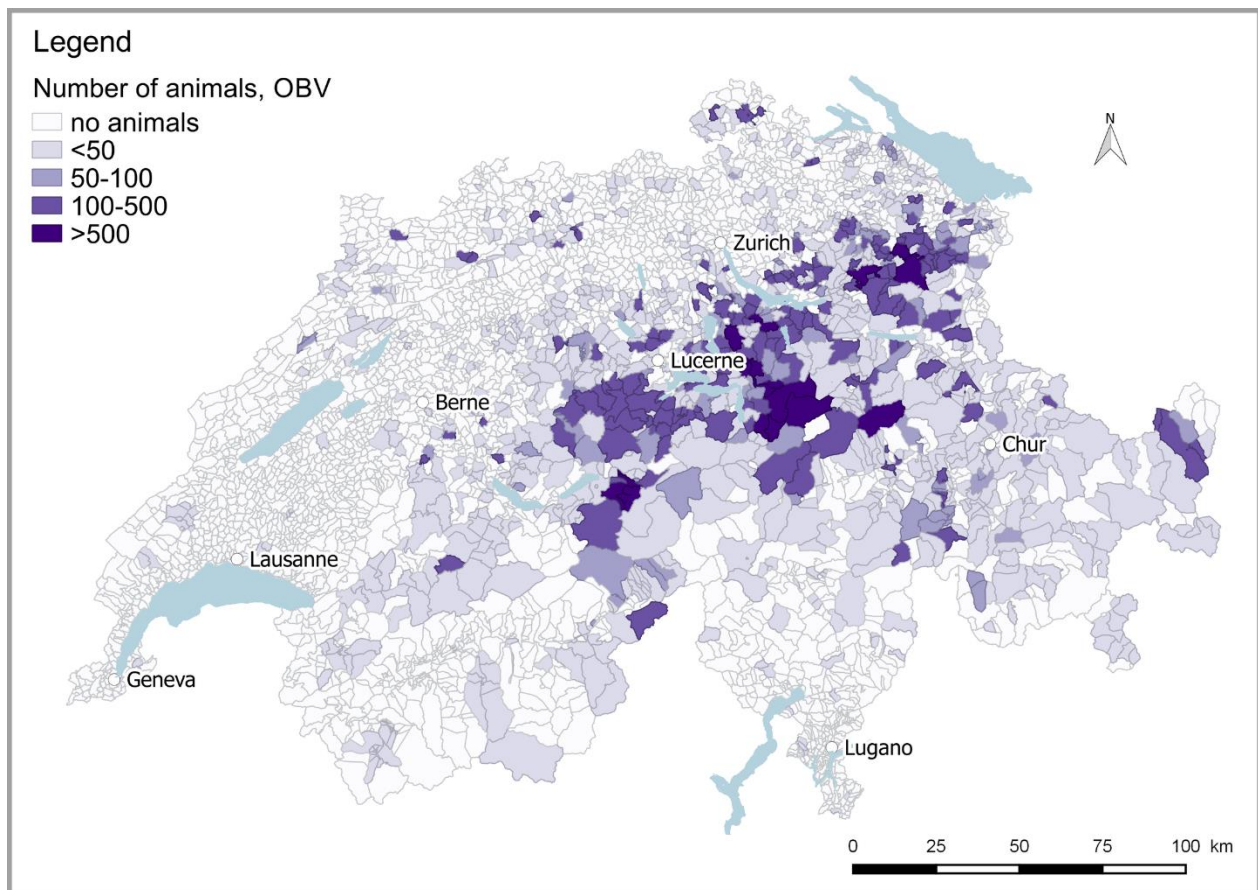 Legend
Number of animals, OBV
no animals
<50
50-100
100-500
>500
N
Zurich
Lucerne
Berne
Chur
Lausanne
Geneva
Lugano
0 25 50 75 100 km